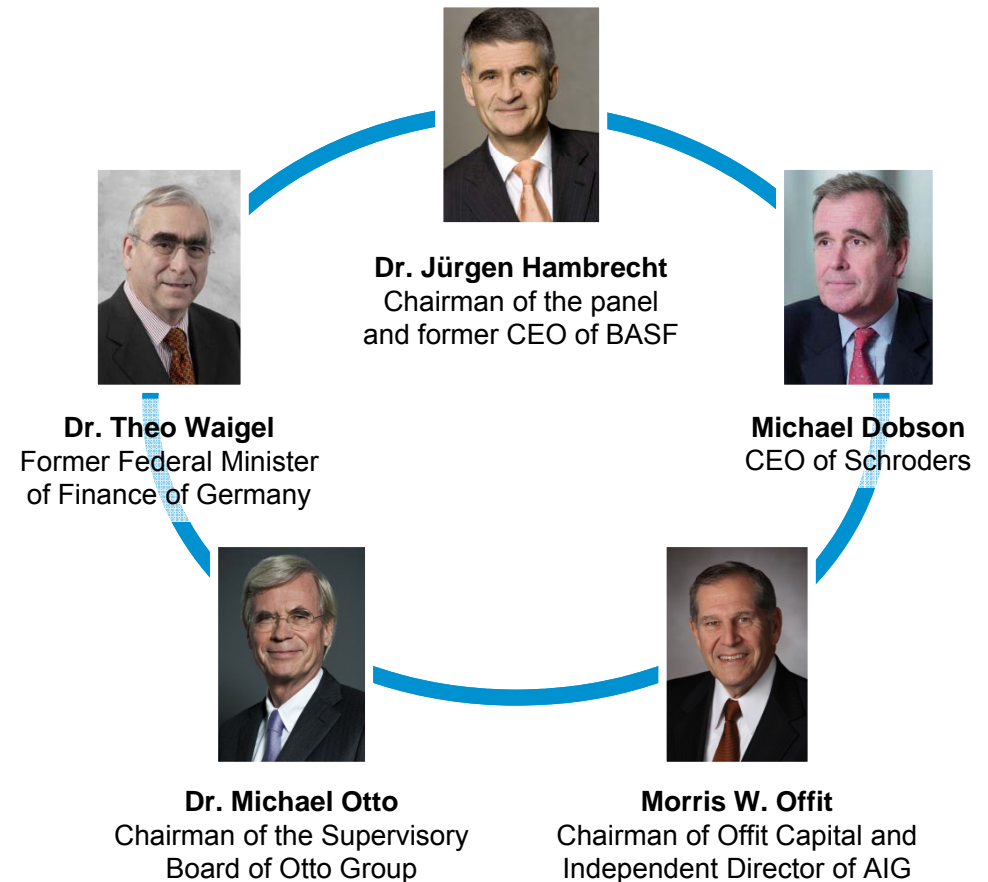 Dr. Jürgen Hambrecht
Chairman of the panel
and former CEO of BASF
Dr. Theo Waigel
Former Federal Minister
of Finance of Germany
Michael Dobson
CEO of Schroders
Dr. Michael Otto
Chairman of the Supervisory
Board of Otto Group
Morris W. Offit
Chairman of Offit Capital and
Independent Director of AIG